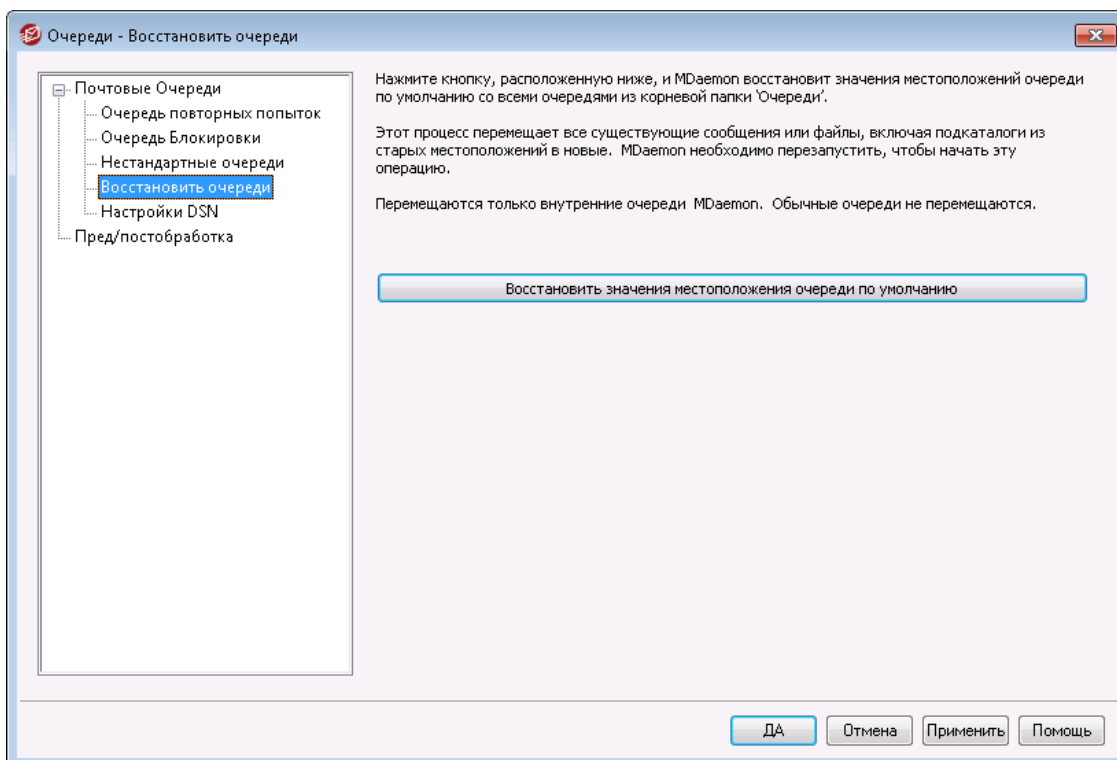 Очереди - Восстановить очереди
Почтовые Очереди
Очередь повторных попыток
Очередь Блокировки
Нестандартные очереди
Восстановить очереди
Настройки DSN
Пред/постобработка
Нажмите кнопку, расположенную ниже, и MDaemon восстановит значения местоположений очереди
по умолчанию со всеми очередями из корневой папки 'Очереди'.
Этот процесс перемещает все существующие сообщения или файлы, включая подкаталоги из
старых местоположений в новые. MDaemon необходимо перезапустить, чтобы начать эту
операцию.
Перемещаются только внутренние очереди MDaemon. Обычные очереди не перемещаются.
Восстановить значения местоположения очереди по умолчанию
ДА
Отмена
Применить
Помощь